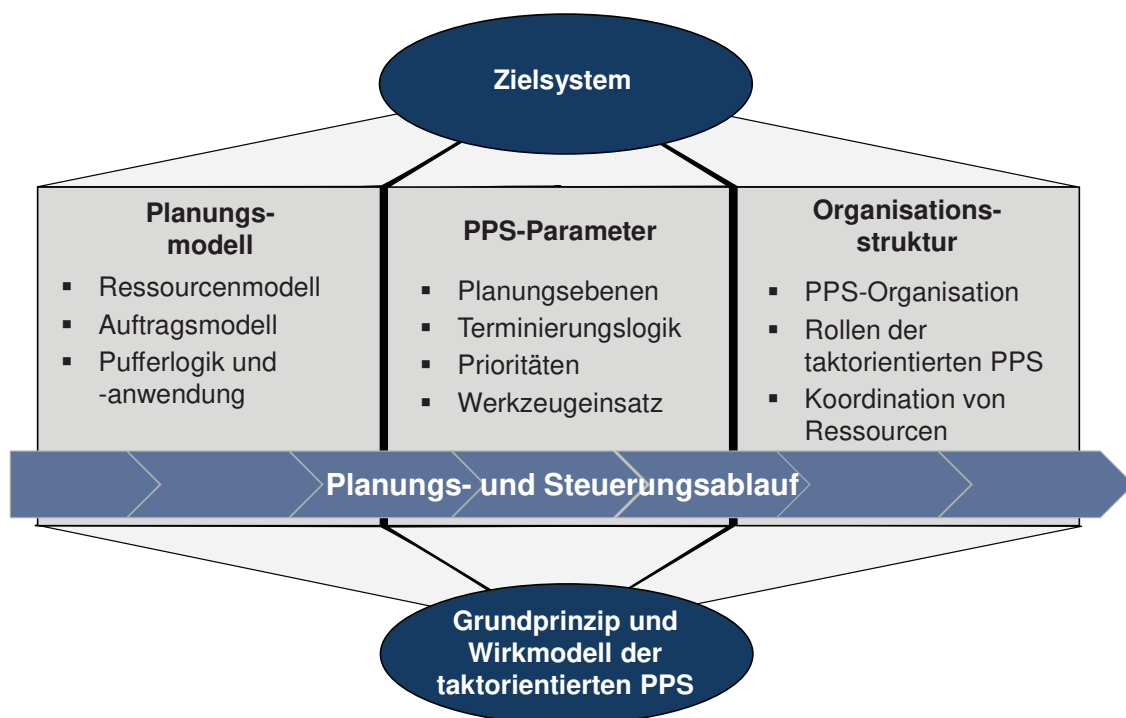 Zielsystem
Planungs-
modell
▪ Ressourcenmodell
▪ Auftragsmodell
▪ Pufferlogik und
-anwendung
PPS-Parameter
▪ Planungsebenen
▪ Terminierungslogik
▪ Prioritäten
▪ Werkzeugeinsatz
Organisations-
struktur
▪ PPS-Organisation
▪ Rollen der
taktorientierten PPS
▪ Koordination von
Ressourcen
Planungs- und Steuerungsablauf
Grundprinzip und
Wirkmodell der
taktorientierten PPS